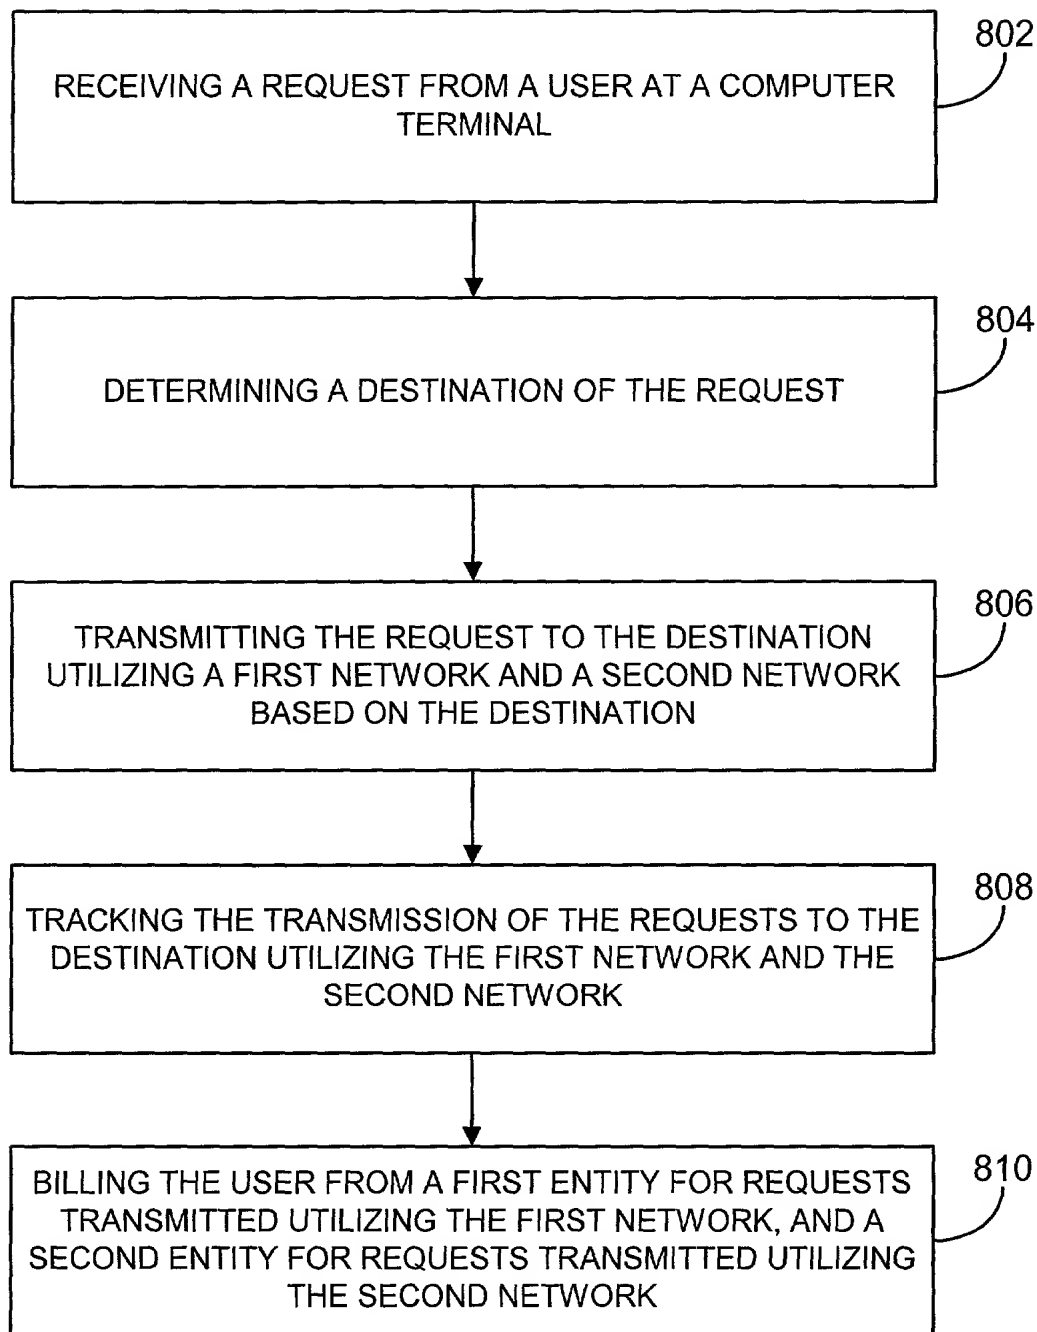 802
RECEIVING A REQUEST FROM A USER AT A COMPUTER
TERMINAL
804
DETERMINING A DESTINATION OF THE REQUEST
806
TRANSMITTING THE REQUEST TO THE DESTINATION
UTILIZING A FIRST NETWORK AND A SECOND NETWORK
BASED ON THE DESTINATION
808
TRACKING THE TRANSMISSION OF THE REQUESTS TO THE
DESTINATION UTILIZING THE FIRST NETWORK AND THE
SECOND NETWORK
810
BILLING THE USER FROM A FIRST ENTITY FOR REQUESTS
TRANSMITTED UTILIZING THE FIRST NETWORK, AND A
SECOND ENTITY FOR REQUESTS TRANSMITTED UTILIZING
THE SECOND NETWORK